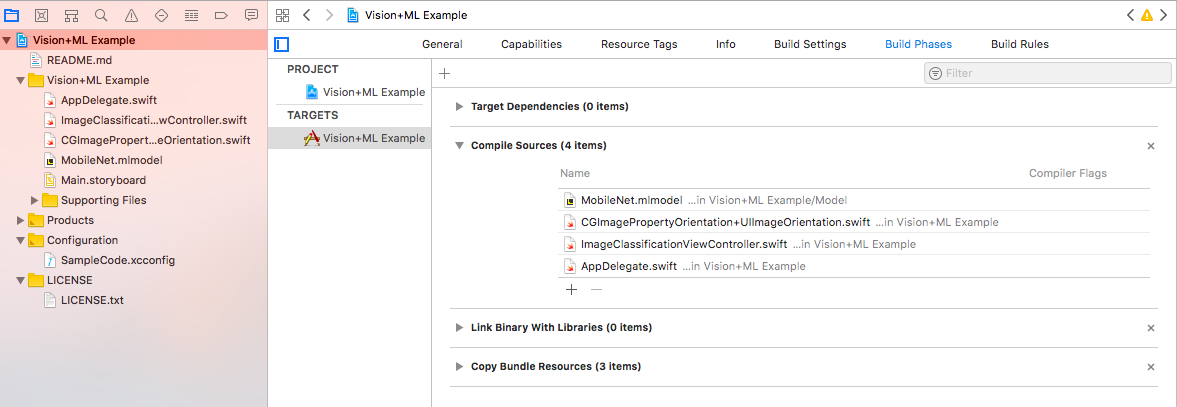 Vision+ML Example
README.md
Vision+ML Example
AppDelegate.swift
ImageClassificati...wController.swift
CGImagePropert...eOrientation.swift
MobileNet.mlmodel
Main.storyboard
Supporting Files
Products
Configuration
SampleCode.xcconfig
LICENSE
LICENSE.txt
Vision+ML Example
General Capabilities Resource Tags Info Build Settings Build Phases Build Rules
PROJECT
Vision+ML Example
TARGETS
Vision+ML Example
Filter
Target Dependencies (0 items)
Compile Sources (4 items)
Name Compiler Flags
MobileNet.mlmodel ...in Vision+ML Example/Model
CGImagePropertyOrientation+UIImageOrientation.swift ...in Vision+ML Example
ImageClassificationViewController.swift ...in Vision+ML Example
AppDelegate.swift ...in Vision+ML Example
Link Binary With Libraries (0 items)
Copy Bundle Resources (3 items)